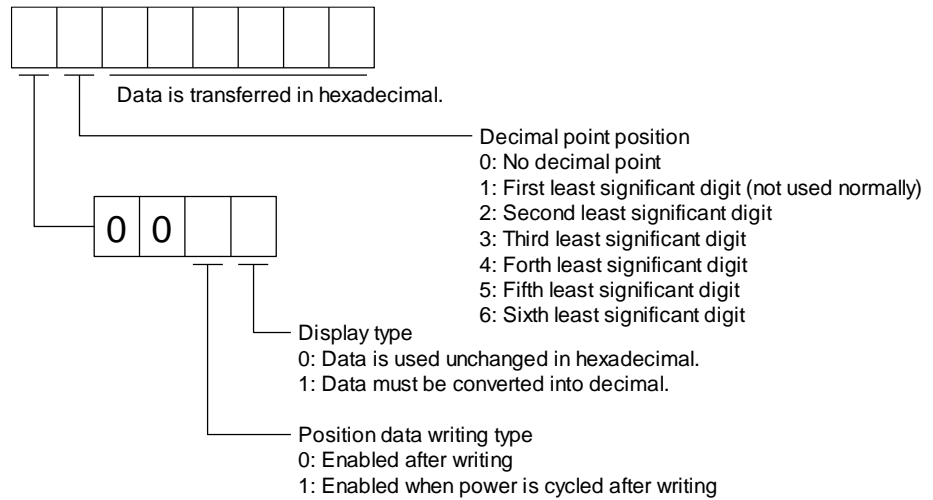 Data is transferred in hexadecimal.
Decimal point position
0: No decimal point
1: First least significant digit (not used normally)
2: Second least significant digit
3: Third least significant digit
4: Forth least significant digit
5: Fifth least significant digit
6: Sixth least significant digit
0 0
Display type
0: Data is used unchanged in hexadecimal.
1: Data must be converted into decimal.
Position data writing type
0: Enabled after writing
1: Enabled when power is cycled after writing